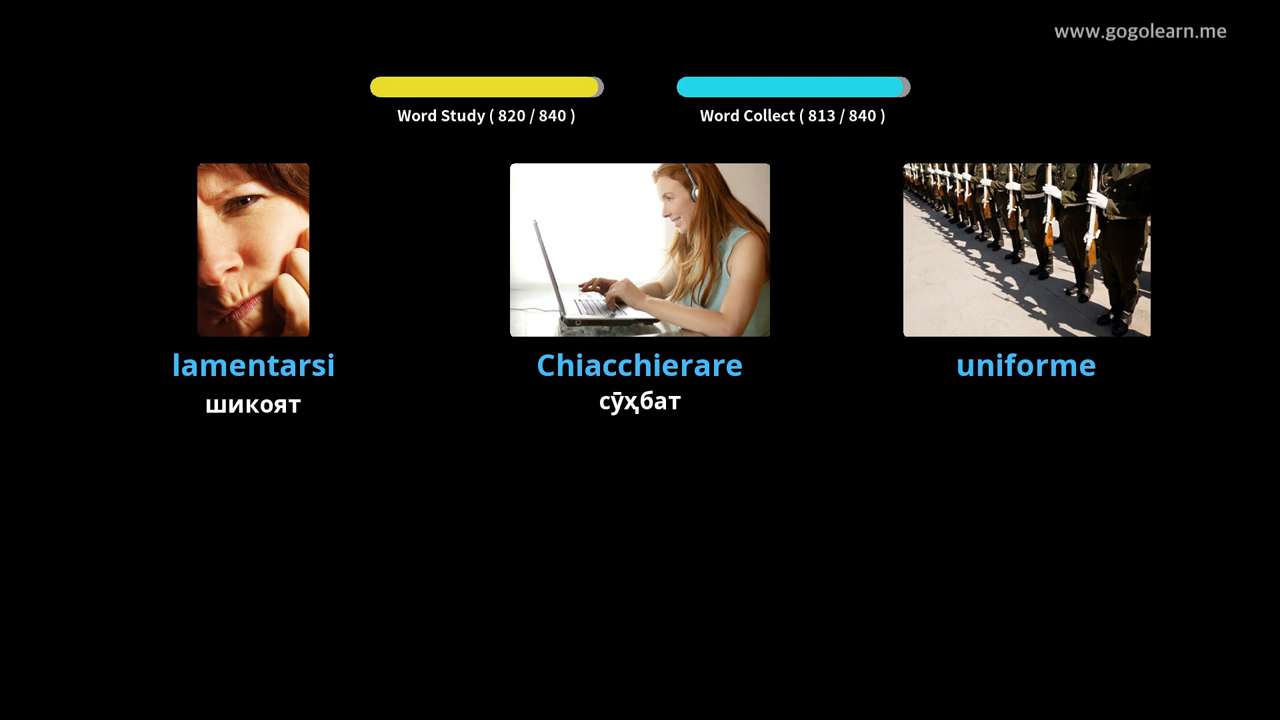 www.gogolearn.me
Word Study ( 820 / 840 )
Word Collect ( 813 / 840 )
lamentarsi
шикоят
Chiacchierare
сӯҳбат
uniforme